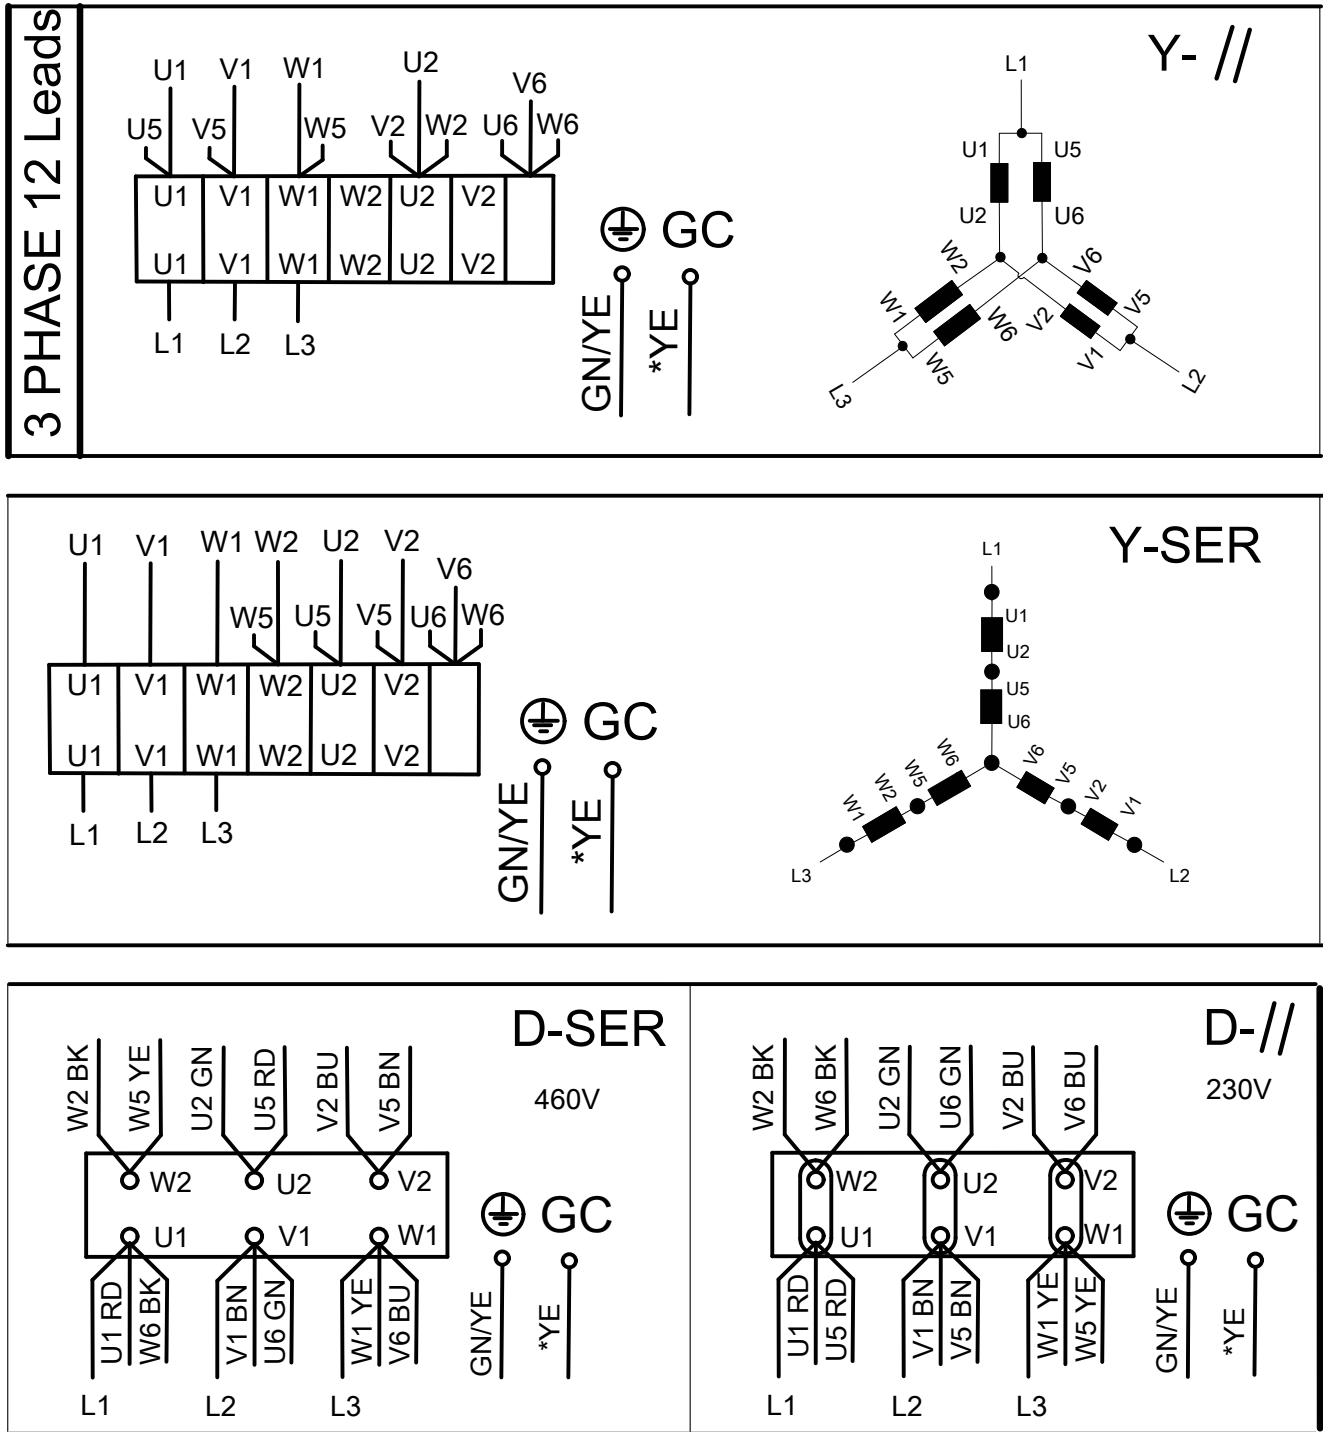 3 PHASE 12 Leads
U1 V1 W1 U2 V6
U5 V5 W5 V2 W2 U6 W6
U1 V1 W1 W2 U2 V2
U1 V1 W1 W2 U2 V2
L1 L2 L3
GC
GN/YE
*YE
Y- //
L1
U1 U5
U2 U6
W2 V6
W1 W6 V2 V5
W5 V1
L3 L2
U1 V1 W1 W2 U2 V2 V6
W5 U5 V5 U6 W6
U1 V1 W1 W2 U2 V2
U1 V1 W1 W2 U2 V2
L1 L2 L3
GC
GN/YE
*YE
Y-SER
L1
U1
U2
U5
U6
W6 V6
W5 V5
W2 V2
W1 V1
L3 L2
D-SER
460V
W2 BK W5 YE U2 GN U5 RD V2 BU V5 BN
W2 U2 V2
U1 V1 W1
U1 RD W6 BK V1 BN U6 GN W1 YE V6 BU
L1 L2 L3
GC
GN/YE
*YE
D-//
230V
W2 BK W6 BK U2 GN U6 GN V2 BU V6 BU
W2 U2 V2
U1 V1 W1
U1 RD U5 RD V1 BN V5 BN W1 YE W5 YE
L1 L2 L3
GC
GN/YE
*YE